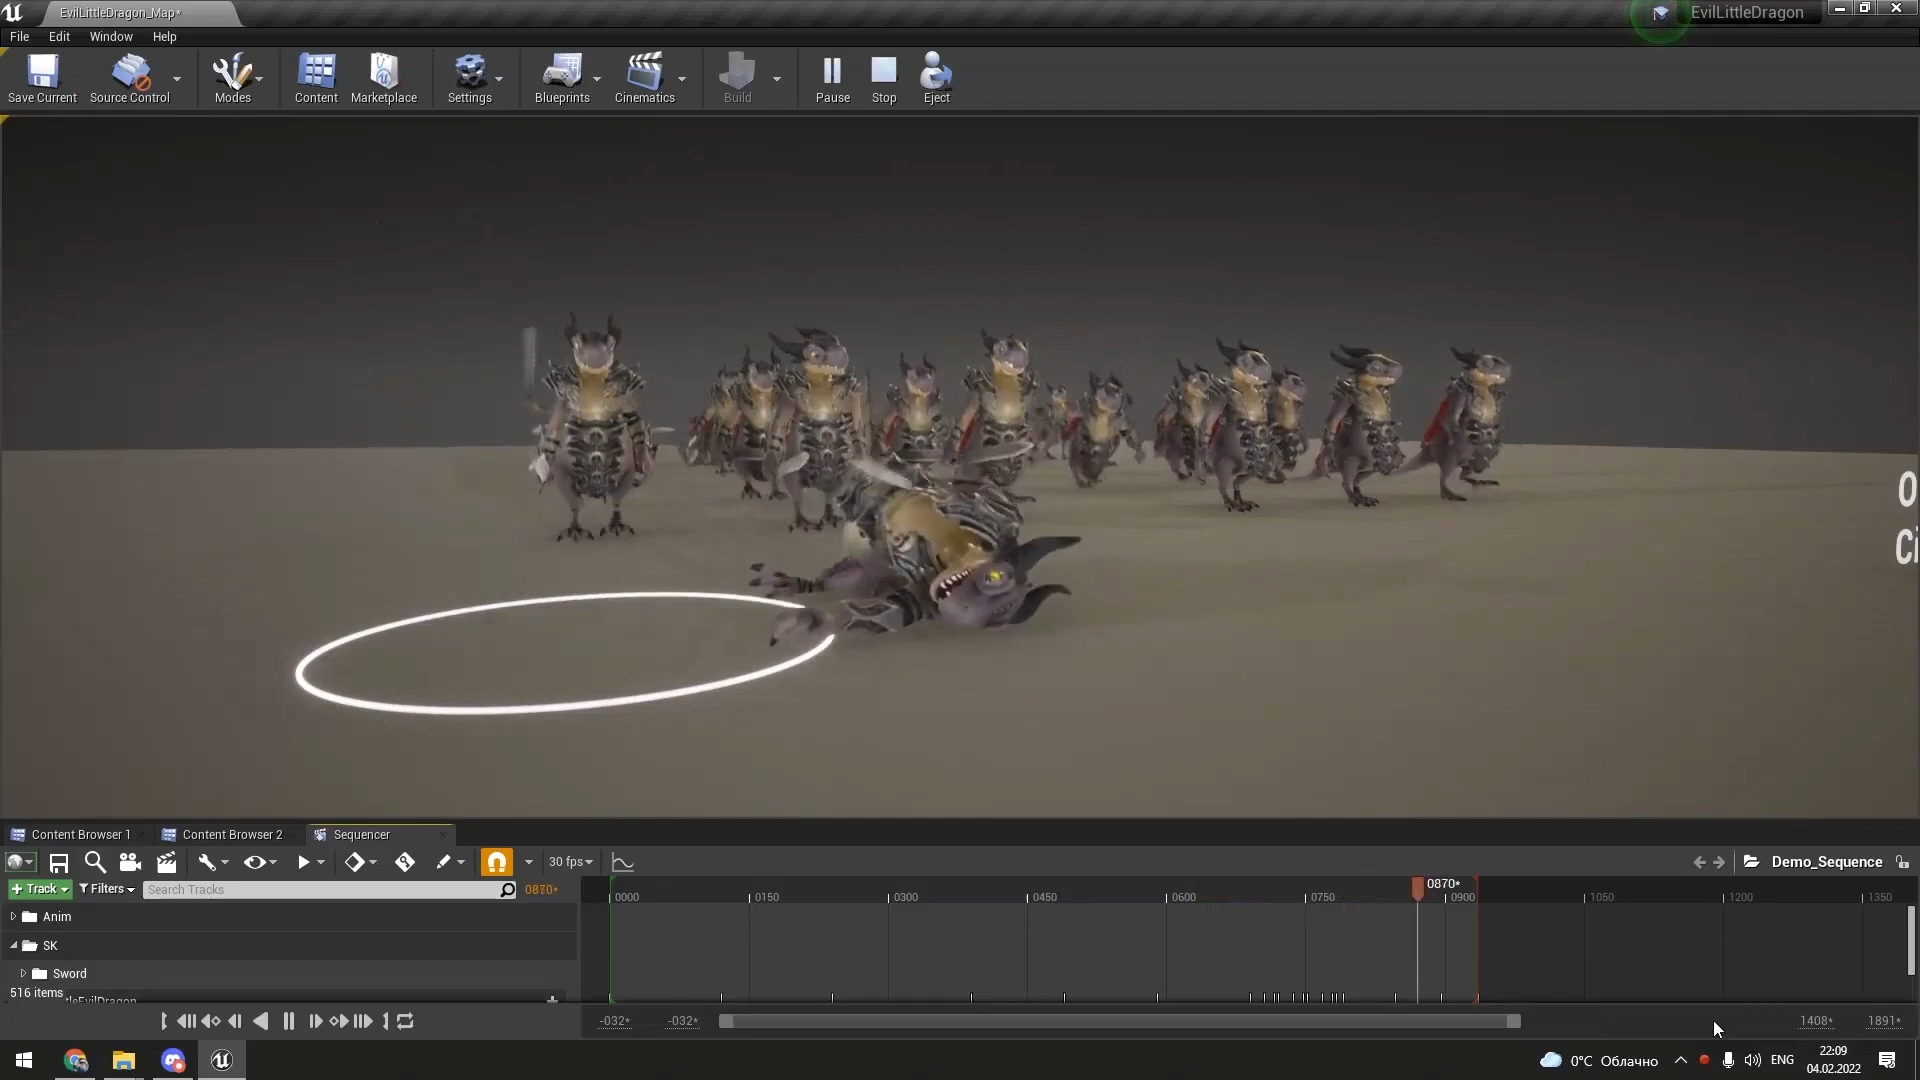 EvilLittleDragon_Map*
EvilLittleDragon
File Edit Window Help
Save Current Source Control Modes Content Marketplace Settings Blueprints Cinematics Build Pause Stop Eject
0
Ci
Content Browser 1 Content Browser 2 Sequencer
30 fps Demo_Sequence
+ Track Filters Search Tracks 0870*
0870*
0000 0150 0300 0450 0600 0750 0900 1050 1200 1350
Anim
SK
Sword
516 items
tleEvilDragon
-032* -032* 1408* 1891*
0°C Облачно ENG
22:09
04.02.2022